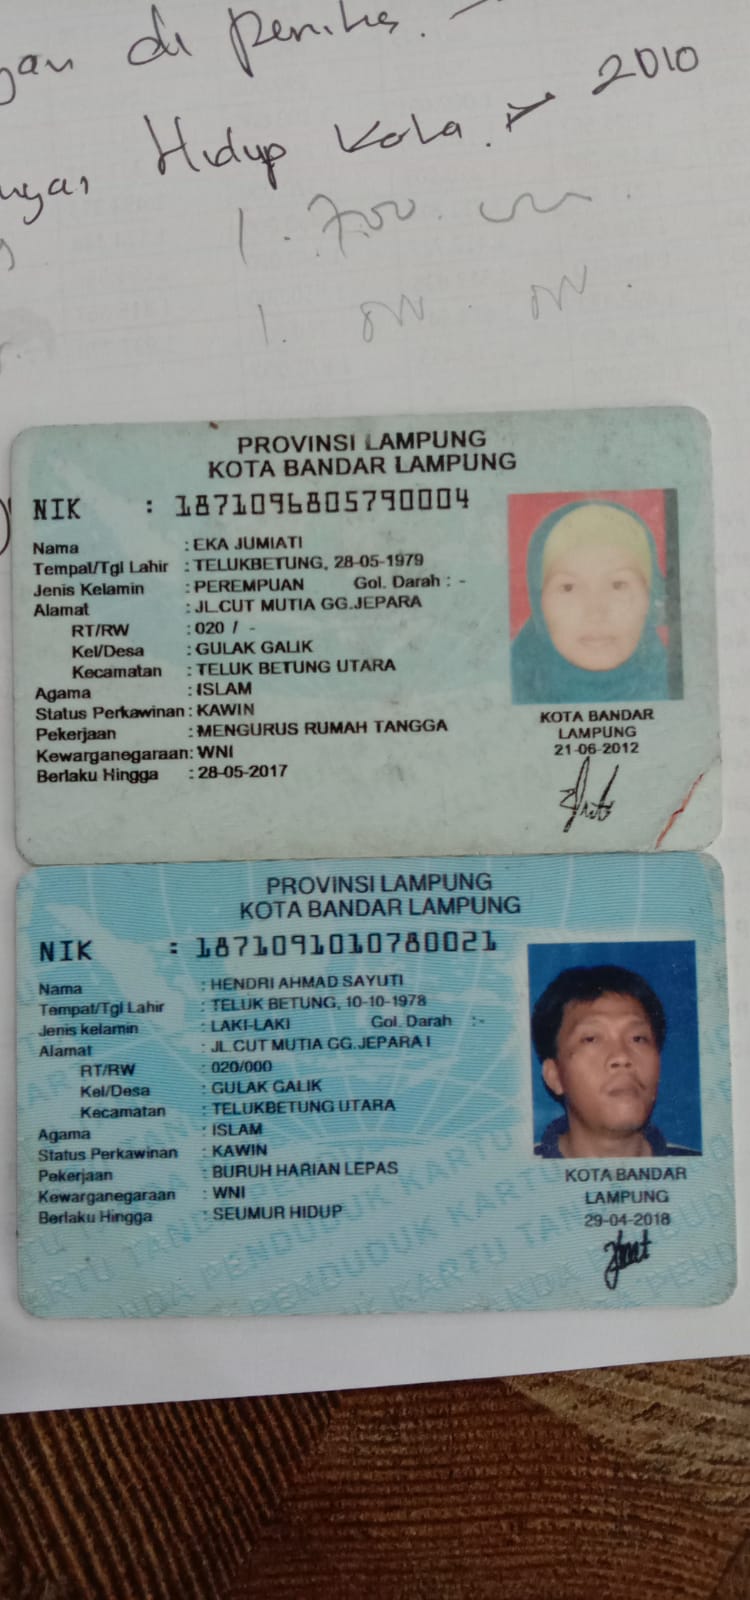 di
2010
Hidup Kota.
1.700.
1.
PROVINSI LAMPUNG
KOTA BANDAR LAMPUNG
NIK : 1871096805790004
Nama : EKA JUMIATI
Tempat/Tgl Lahir : TELUKBETUNG, 28-05-1979
Jenis Kelamin : PEREMPUAN Gol. Darah : -
Alamat : JL.CUT MUTIA GG.JEPARA
RT/RW : 020 / -
Kel/Desa : GULAK GALIK
Kecamatan : TELUK BETUNG UTARA
Agama : ISLAM
Status Perkawinan : KAWIN
Pekerjaan : MENGURUS RUMAH TANGGA
Kewarganegaraan : WNI
Berlaku Hingga : 28-05-2017
KOTA BANDAR
LAMPUNG
21-06-2012
PROVINSI LAMPUNG
KOTA BANDAR LAMPUNG
NIK : 1871091010780021
Nama : HENDRI AHMAD SAYUTI
Tempat/Tgl Lahir : TELUK BETUNG, 10-10-1978
Jenis kelamin : LAKI-LAKI Gol. Darah :-
Alamat : JL.CUT MUTIA GG.JEPARA I
RT/RW : 020/000
Kel/Desa : GULAK GALIK
Kecamatan : TELUKBETUNG UTARA
Agama : ISLAM
Status Perkawinan : KAWIN
Pekerjaan : BURUH HARIAN LEPAS
Kewarganegaraan : WNI
Berlaku Hingga : SEUMUR HIDUP
KOTA BANDAR
LAMPUNG
29-04-2018